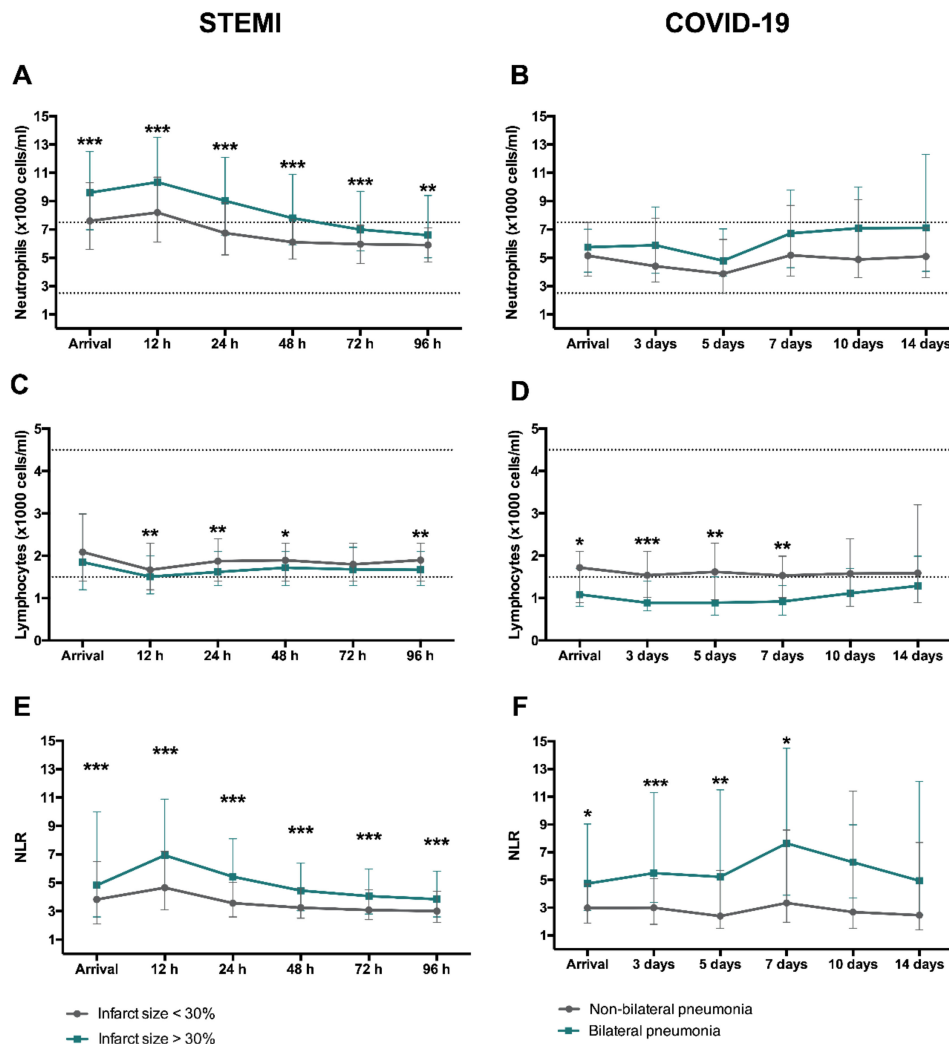 STEMI
COVID-19
A
Neutrophils (x1000 cells/ml)
15
13
11
9
7
5
3
1
***
***
***
***
***
**
Arrival 12 h 24 h 48 h 72 h 96 h
B
Neutrophils (x1000 cells/ml)
15
13
11
9
7
5
3
1
Arrival 3 days 5 days 7 days 10 days 14 days
C
Lymphocytes (x1000 cells/ml)
5
4
3
2
1
0
** ** * **
Arrival 12 h 24 h 48 h 72 h 96 h
D
Lymphocytes (x1000 cells/ml)
5
4
3
2
1
0
* *** ** **
Arrival 3 days 5 days 7 days 10 days 14 days
E
NLR
15
13
11
9
7
5
3
1
***
***
***
***
***
***
Arrival 12 h 24 h 48 h 72 h 96 h
F
NLR
15
13
11
9
7
5
3
1
*
***
**
*
Arrival 3 days 5 days 7 days 10 days 14 days
Infarct size < 30%
Infarct size > 30%
Non-bilateral pneumonia
Bilateral pneumonia